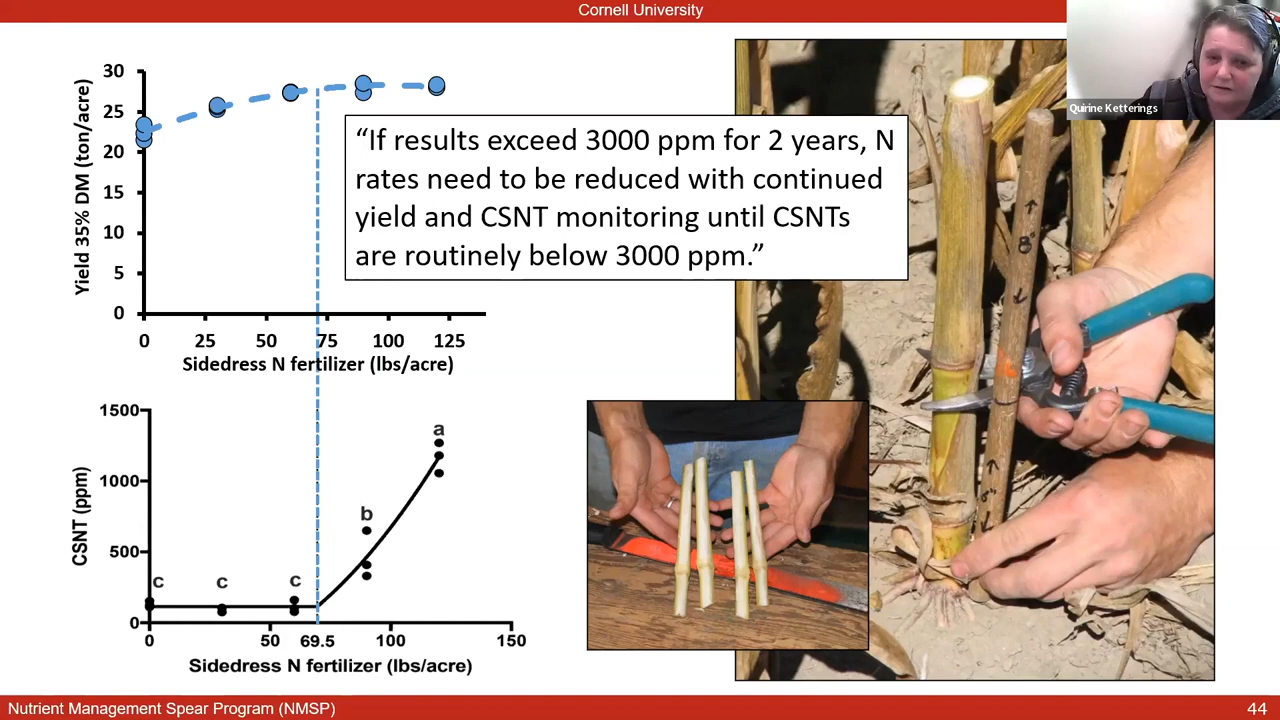 Cornell University
Quirine Ketterings
30
25
20
15
10
5
0
Yield 35% DM (ton/acre)
0 25 50 75 100 125
Sidedress N fertilizer (lbs/acre)
“If results exceed 3000 ppm for 2 years, N
rates need to be reduced with continued
yield and CSNT monitoring until CSNTs
are routinely below 3000 ppm.”
1500
1000
500
0
CSNT (ppm)
c c c b a
0 50 69.5 100 150
Sidedress N fertilizer (lbs/acre)
8"
6"
Nutrient Management Spear Program (NMSP)
44